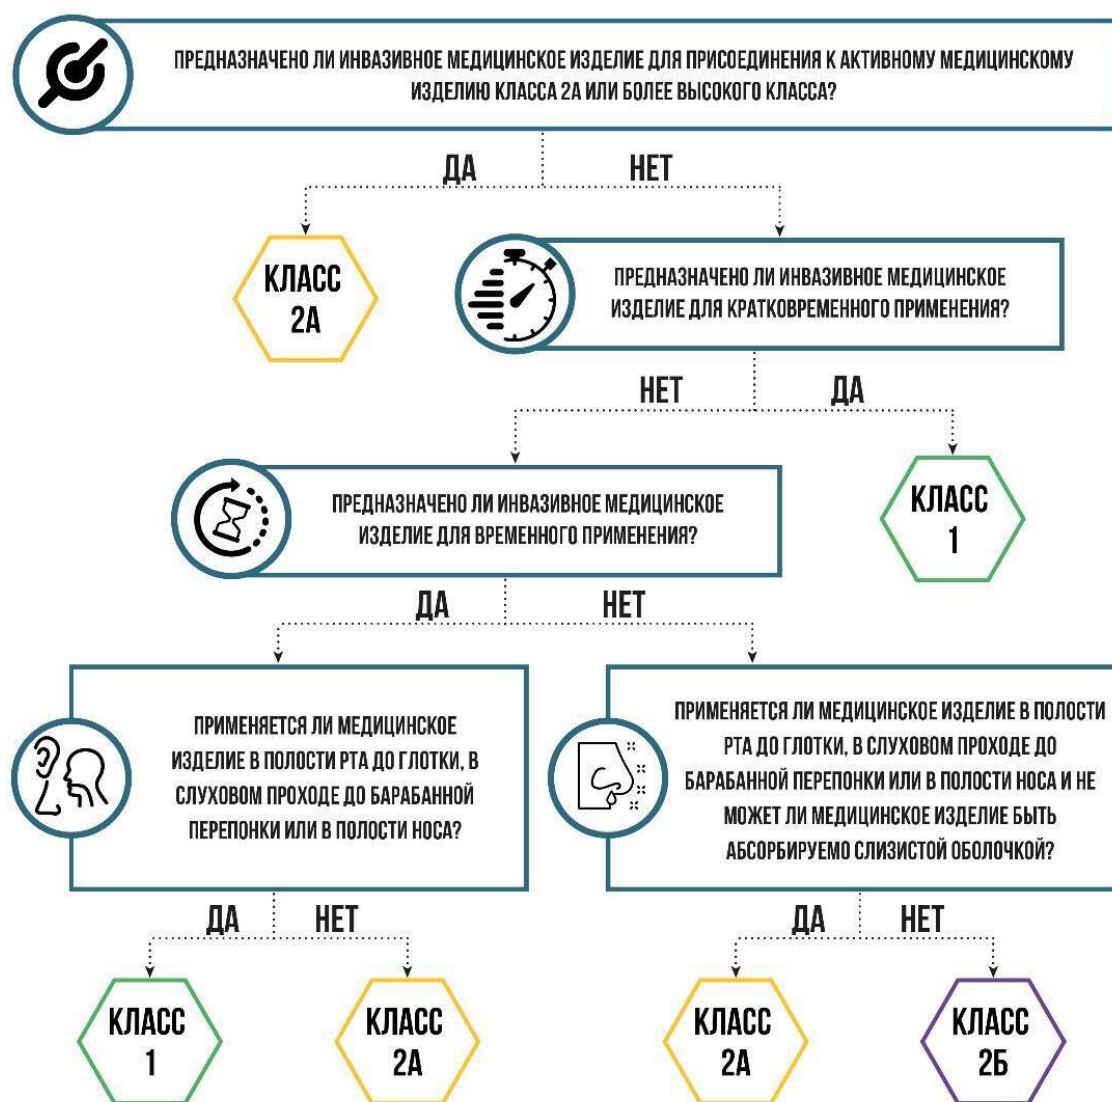 ПРЕДНАЗНАЧЕНО ЛИ ИНВАЗИВНОЕ МЕДИЦИНСКОЕ ИЗДЕЛИЕ ДЛЯ ПРИСОЕДИНЕНИЯ К АКТИВНОМУ МЕДИЦИНСКОМУ
ИЗДЕЛИЮ КЛАССА 2А ИЛИ БОЛЕЕ ВЫСОКОГО КЛАССА?
ДА
НЕТ
КЛАСС
2А
ПРЕДНАЗНАЧЕНО ЛИ ИНВАЗИВНОЕ МЕДИЦИНСКОЕ
ИЗДЕЛИЕ ДЛЯ КРАТКОВРЕМЕННОГО ПРИМЕНЕНИЯ?
НЕТ
ДА
ПРЕДНАЗНАЧЕНО ЛИ ИНВАЗИВНОЕ МЕДИЦИНСКОЕ
ИЗДЕЛИЕ ДЛЯ ВРЕМЕННОГО ПРИМЕНЕНИЯ?
КЛАСС
1
ДА
НЕТ
ПРИМЕНЯЕТСЯ ЛИ МЕДИЦИНСКОЕ
ИЗДЕЛИЕ В ПОЛОСТИ РТА ДО ГЛОТКИ, В
СЛУХОВОМ ПРОХОДЕ ДО БАРАБАННОЙ
ПЕРЕПОНКИ ИЛИ В ПОЛОСТИ НОСА?
ПРИМЕНЯЕТСЯ ЛИ МЕДИЦИНСКОЕ ИЗДЕЛИЕ В ПОЛОСТИ
РТА ДО ГЛОТКИ, В СЛУХОВОМ ПРОХОДЕ ДО
БАРАБАННОЙ ПЕРЕПОНКИ ИЛИ В ПОЛОСТИ НОСА И НЕ
МОЖЕТ ЛИ МЕДИЦИНСКОЕ ИЗДЕЛИЕ БЫТЬ
АБСОРБИРУЕМО СЛИЗИСТОЙ ОБОЛОЧКОЙ?
ДА
НЕТ
ДА
НЕТ
КЛАСС
1
КЛАСС
2А
КЛАСС
2А
КЛАСС
2Б